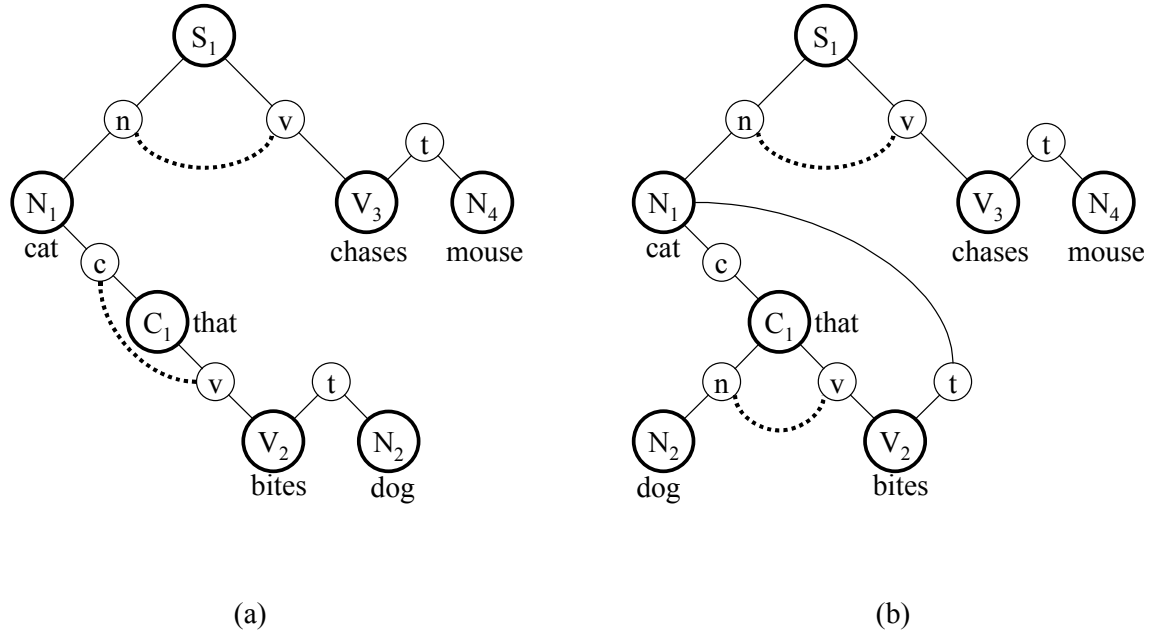 S₁ S₁
n v t n v t
N₁ V₃ N₄ N₁ V₃ N₄
cat chases mouse cat chases mouse
c c
C₁ that C₁ that
v t n v t
V₂ N₂ N₂ V₂
bites dog dog bites
(a) (b)